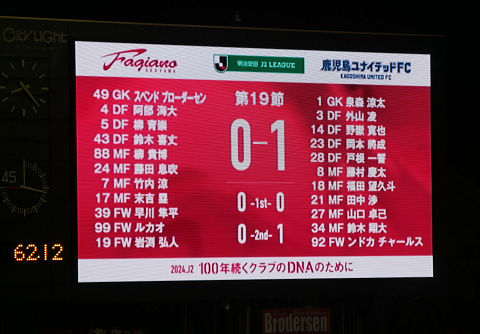 City Light
STADIUM
Fagiano
OKAYAMA
明治安田 J2 LEAGUE
鹿児島ユナイテッドFC
KAGOSHIMA UNITED FC
第19節
0-1
0 -1st- 0
0 -2nd- 1
49 GK スベンド ブローダーセン
4 DF 阿部 海大
5 DF 柳 育崇
43 DF 鈴木 喜丈
88 MF 柳 貴博
24 MF 藤田 息吹
7 MF 竹内 涼
17 MF 末吉 塁
39 FW 早川 隼平
99 FW ルカオ
19 FW 岩渕 弘人
1 GK 泉森 涼太
3 DF 外山 凌
14 DF 野嶽 寛也
23 DF 岡本 將成
28 DF 戸根 一誓
8 MF 藤村 慶太
18 MF 福田 望久斗
21 MF 田中 渉
27 MF 山口 卓己
34 MF 鈴木 翔大
92 FW ンドカ チャールス
45
62:12
2024.J2 100年続くクラブのDNAのために
Brodersen